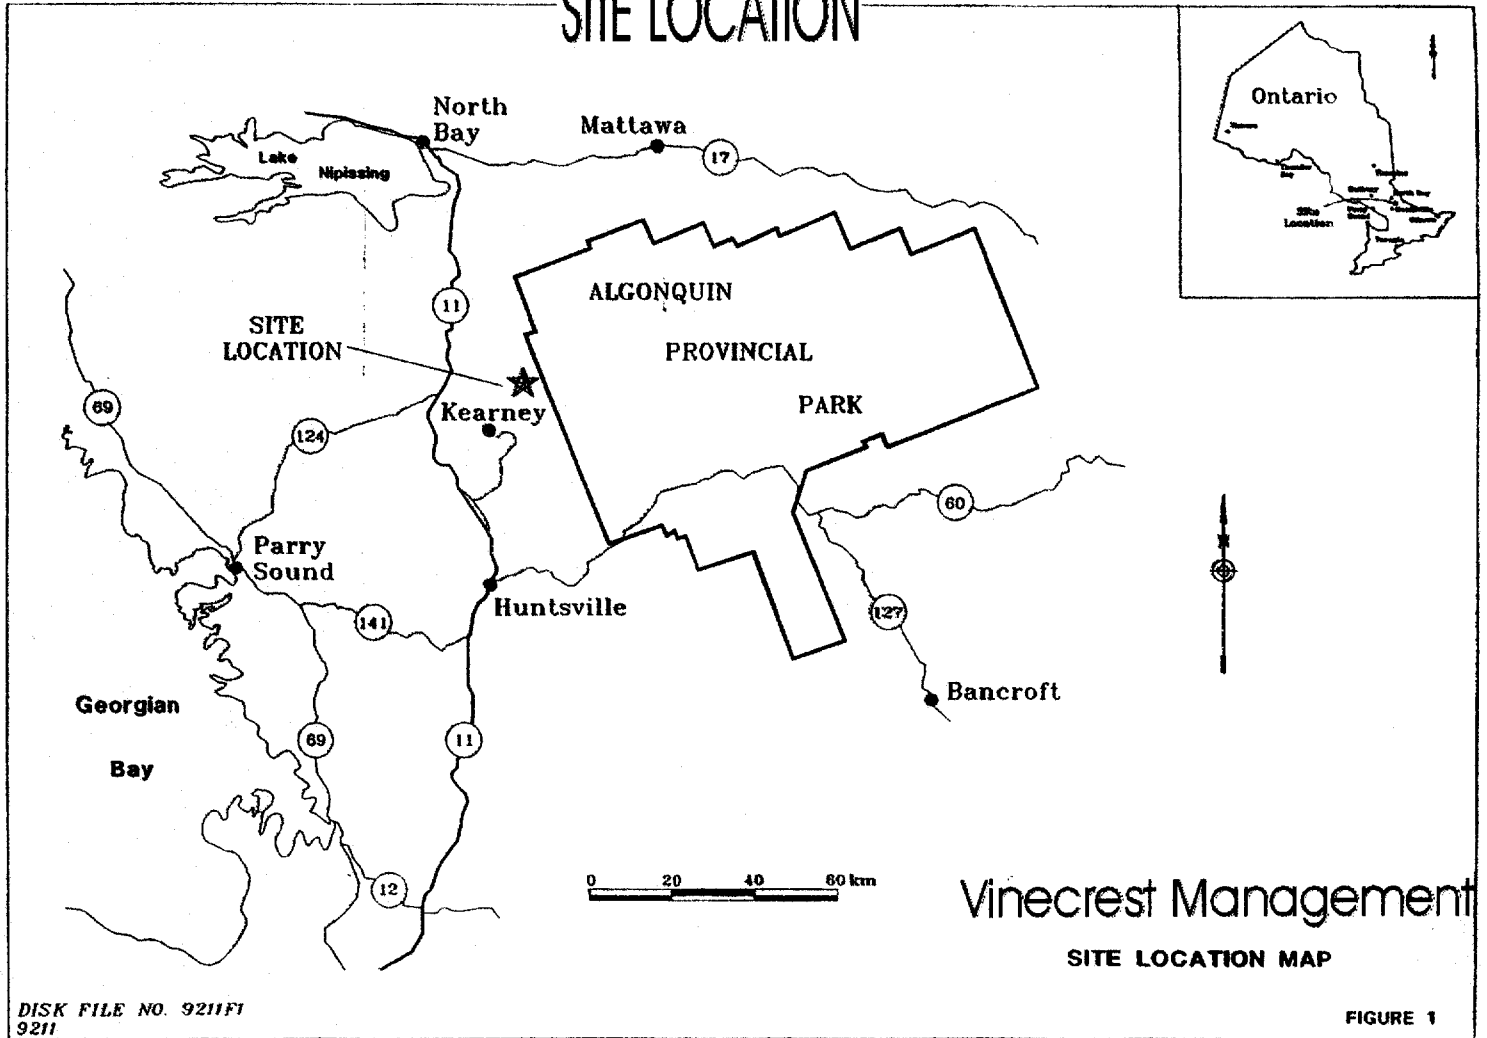 SITE LOCATION
Ontario
Site
Location
North
Bay
Mattawa
17
Lake
Nipissing
11
ALGONQUIN
PROVINCIAL
PARK
SITE
LOCATION
69
124
Kearney
60
Parry
Sound
Huntsville
141
127
Bancroft
Georgian
Bay
69
11
12
0 20 40 60 km
Vinecrest Management
SITE LOCATION MAP
DISK FILE NO. 9211F1
9211
FIGURE 1